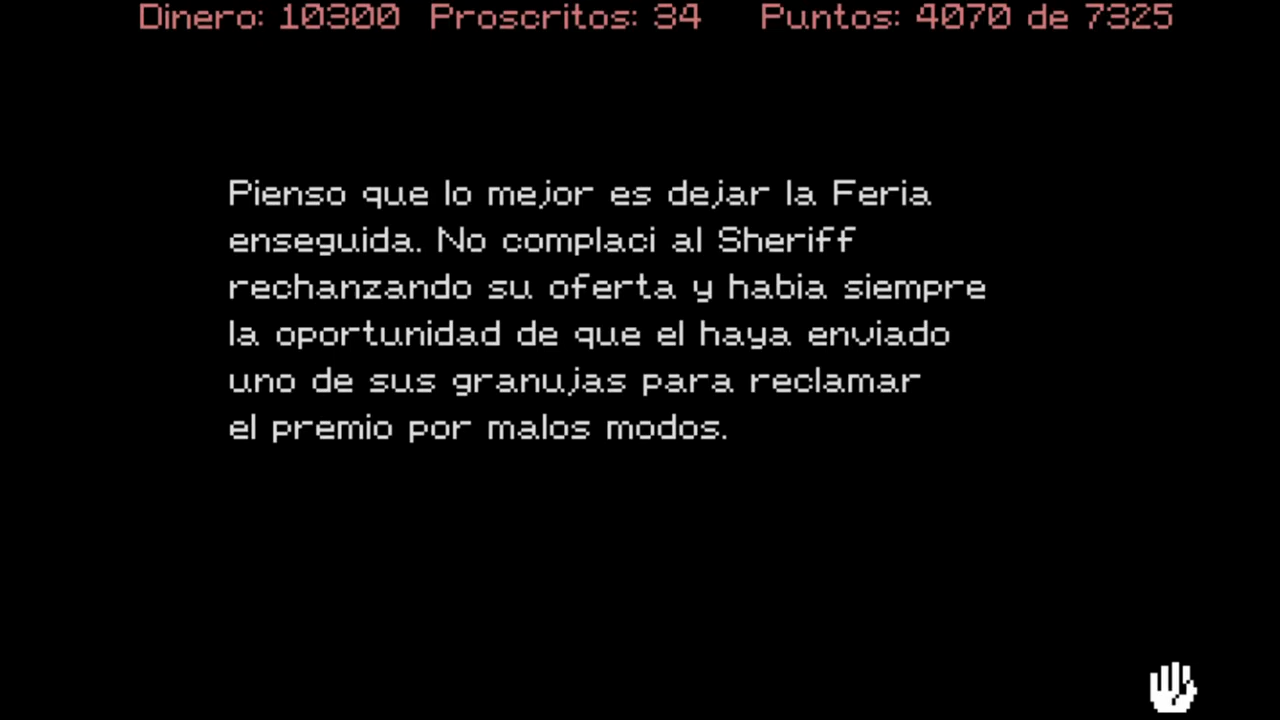 Dinero: 10300 Proscritos: 34 Puntos: 4070 de 7325
Pienso que lo mejor es dejar la Feria
enseguida. No complaci al Sheriff
rechanzando su oferta y habia siempre
la oportunidad de que el haya enviado
uno de sus granujas para reclamar
el premio por malos modos.